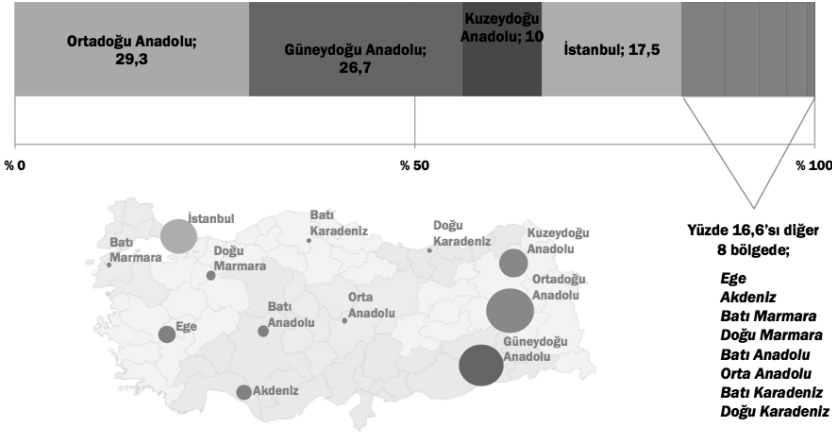 Ortadoğu Anadolu;
29,3
Güneydoğu Anadolu;
26,7
Kuzeydoğu
Anadolu; 10
İstanbul; 17,5
% 0
% 50
% 100
Yüzde 16,6’sı diğer
8 bölgede;
Ege
Akdeniz
Batı Marmara
Doğu Marmara
Batı Anadolu
Orta Anadolu
Batı Karadeniz
Doğu Karadeniz
İstanbul
Batı
Marmara
Doğu
Marmara
Batı
Karadeniz
Doğu
Karadeniz
Kuzeydoğu
Anadolu
Ortadoğu
Anadolu
Güneydoğu
Anadolu
Orta
Anadolu
Batı
Anadolu
Ege
Akdeniz